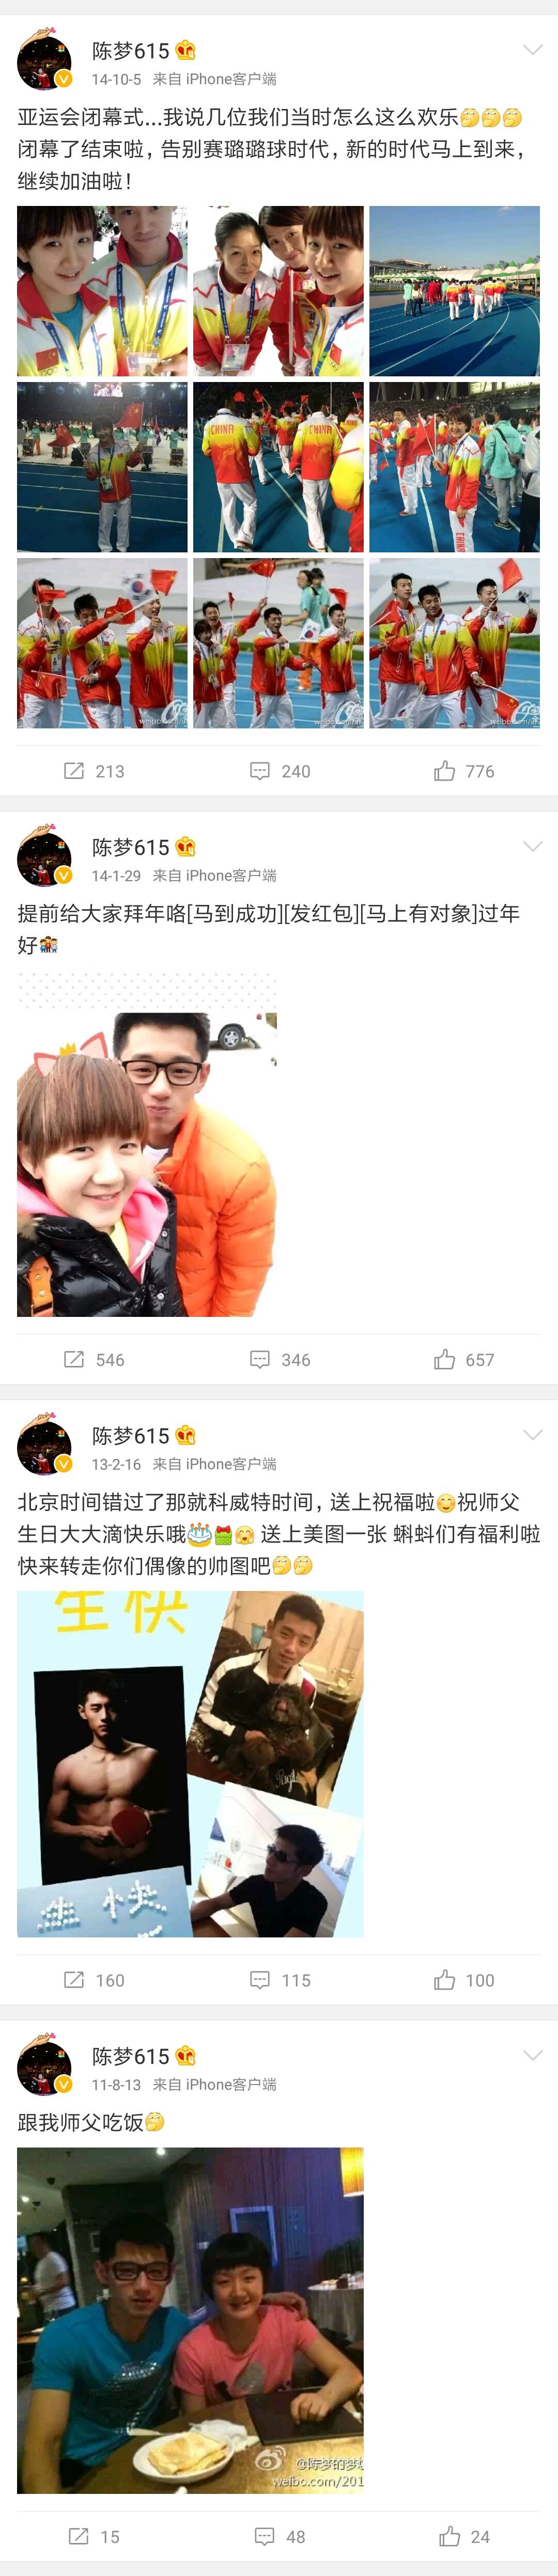 陈梦615
14-10-5 来自 iPhone客户端
亚运会闭幕式...我说几位我们当时怎么这么欢乐
闭幕了结束啦，告别赛璐璐球时代，新的时代马上到来，
继续加油啦！
CHINA
CHINA
CHINA
213
240
776
陈梦615
14-1-29 来自 iPhone客户端
提前给大家拜年咯[马到成功][发红包][马上有对象]过年
好
546
346
657
陈梦615
13-2-16 来自 iPhone客户端
北京时间错过了那就科威特时间，送上祝福啦祝师父
生日大大滴快乐哦 送上美图一张 蝌蚪们有福利啦
快来转走你们偶像的帅图吧
生快
生快
160
115
100
陈梦615
11-8-13 来自 iPhone客户端
跟我师父吃饭
@陈梦的梦
weibo.com/201
15
48
24